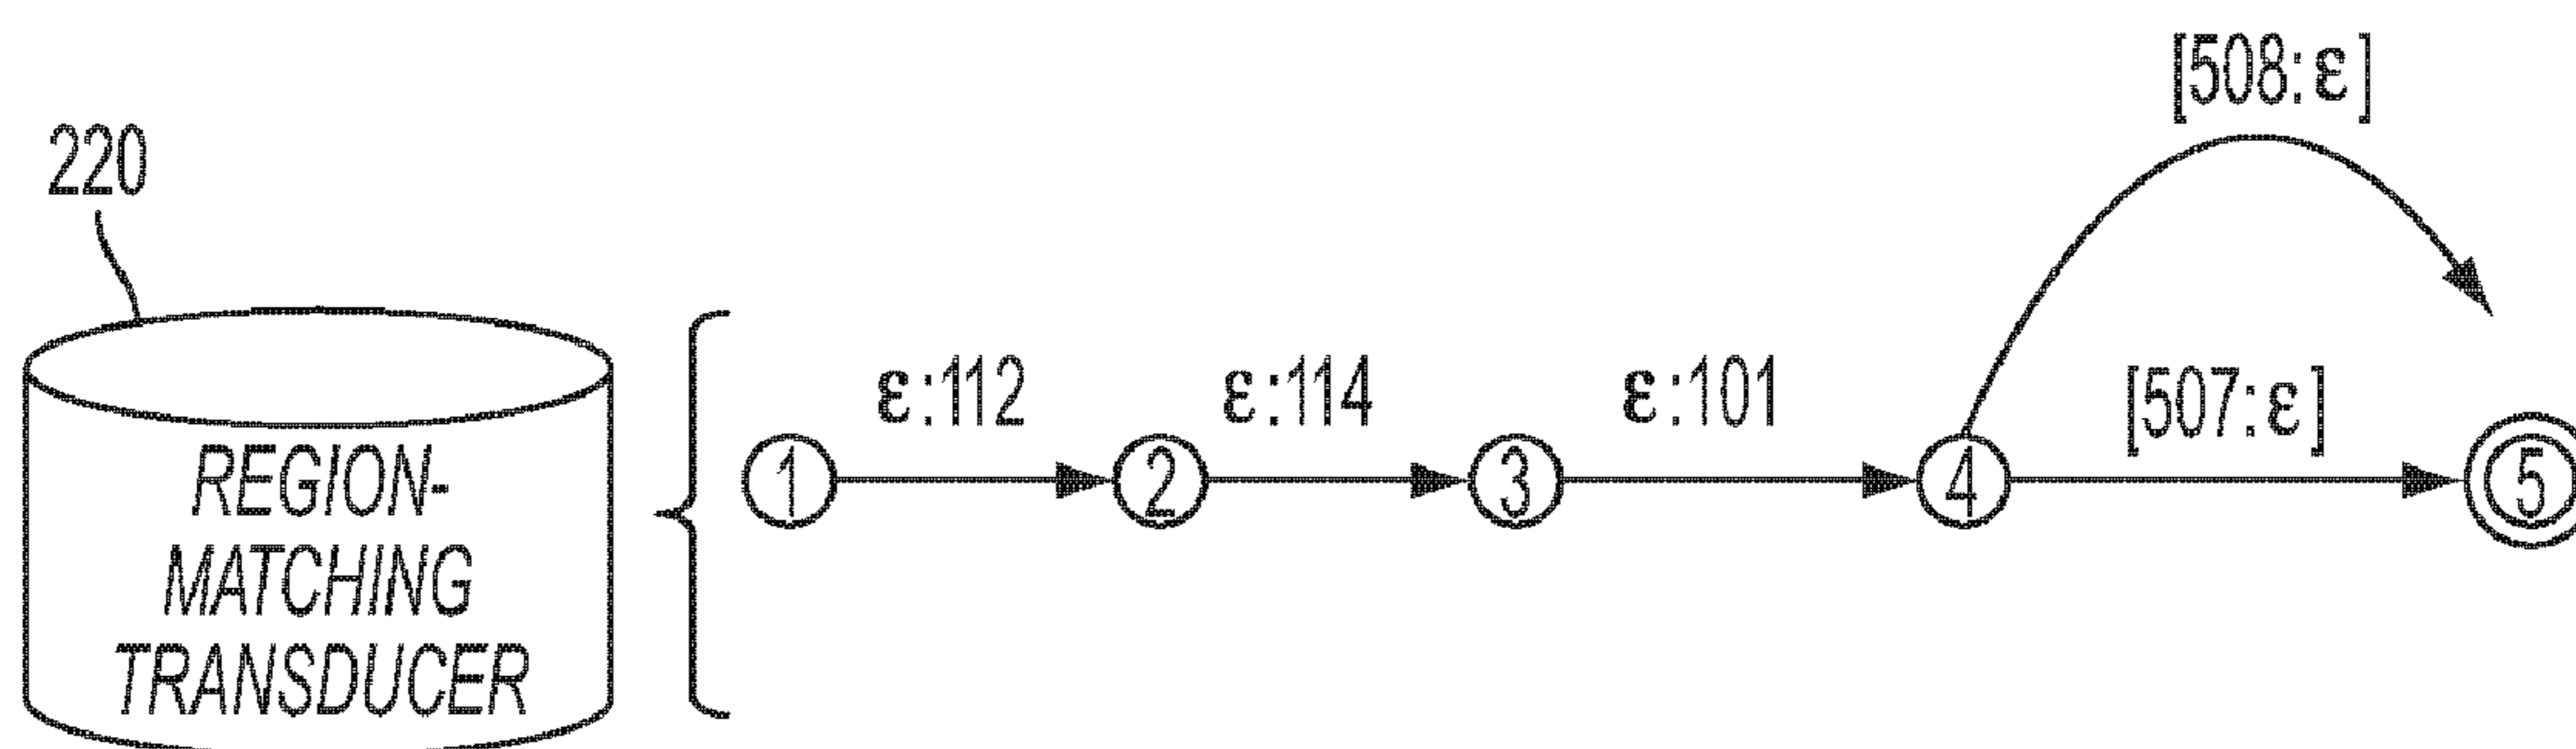 [508:ε]
220
ε:112
ε:114
ε:101
[507:ε]
1
2
3
4
5
REGION-
MATCHING
TRANSDUCER